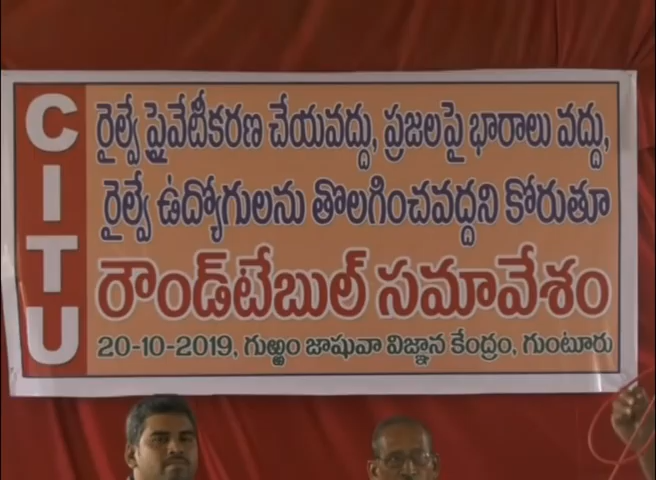 CITU
రైల్వే ప్రైవేటీకరణ చేయవద్దు, ప్రజలపై భారాలు వద్దు,
రైల్వే ఉద్యోగులను తొలగించవద్దని కోరుతూ
రౌండ్‌టేబుల్ సమావేశం
20-10-2019, గుఱ్ఱం జాషువా విజ్ఞాన కేంద్రం, గుంటూరు